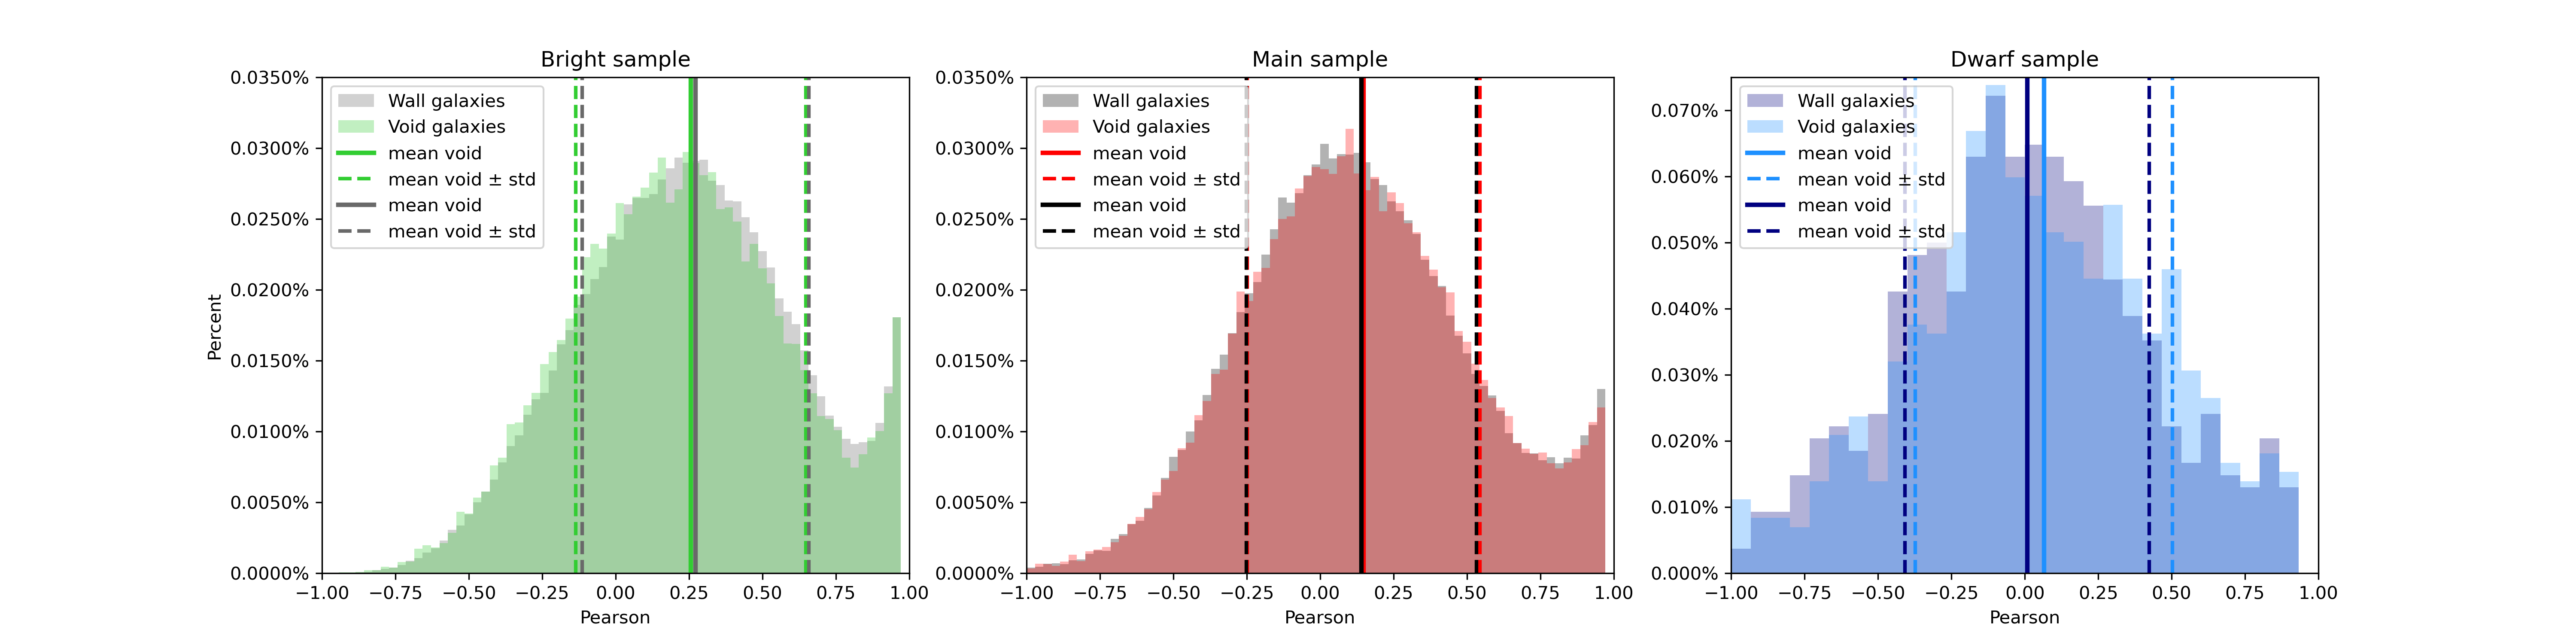 Bright sample
0.0350%
0.0300%
0.0250%
0.0200%
0.0150%
0.0100%
0.0050%
0.0000%
Percent
Wall galaxies
Void galaxies
mean void
mean void ± std
mean void
mean void ± std
−1.00 −0.75 −0.50 −0.25 0.00 0.25 0.50 0.75 1.00
Pearson
Main sample
0.0350%
0.0300%
0.0250%
0.0200%
0.0150%
0.0100%
0.0050%
0.0000%
Wall galaxies
Void galaxies
mean void
mean void ± std
mean void
mean void ± std
−1.00 −0.75 −0.50 −0.25 0.00 0.25 0.50 0.75 1.00
Pearson
Dwarf sample
0.070%
0.060%
0.050%
0.040%
0.030%
0.020%
0.010%
0.000%
Wall galaxies
Void galaxies
mean void
mean void ± std
mean void
mean void ± std
−1.00 −0.75 −0.50 −0.25 0.00 0.25 0.50 0.75 1.00
Pearson